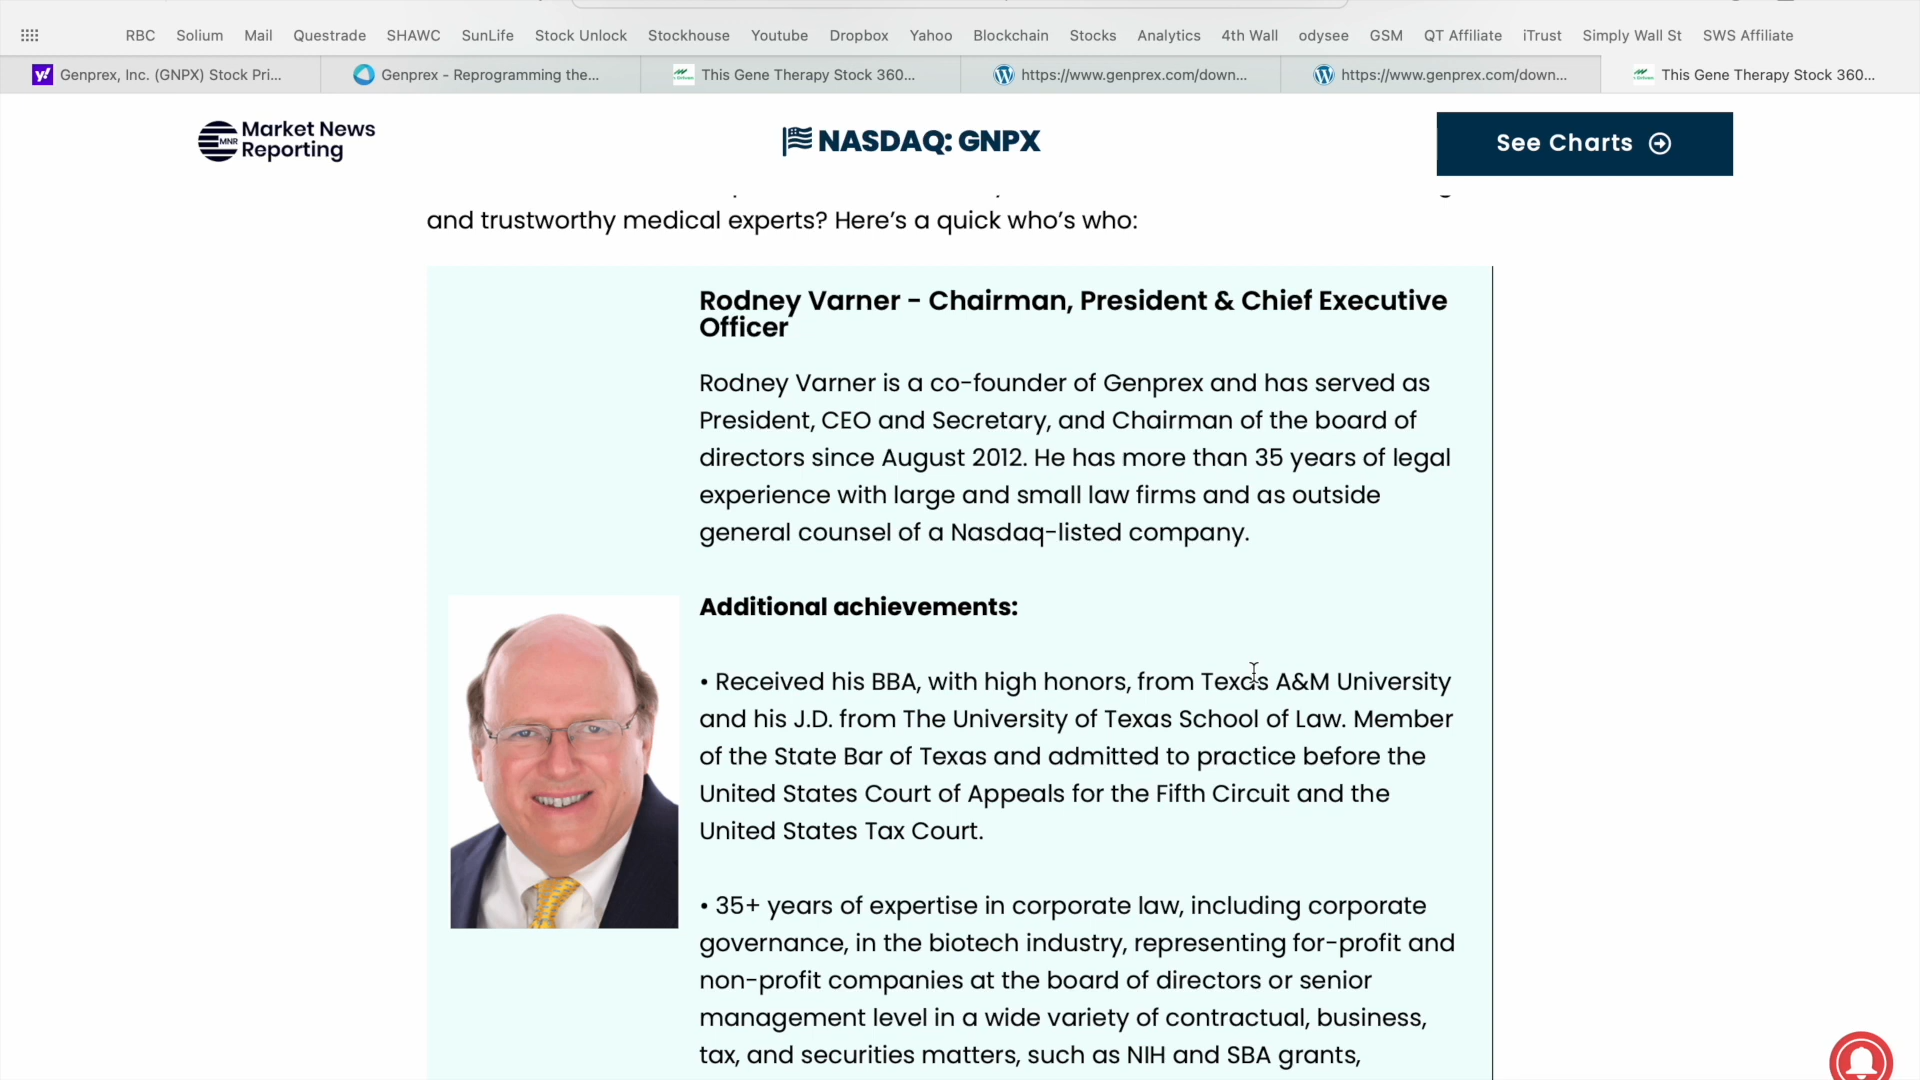 RBC Solium Mail Questrade SHAWC SunLife Stock Unlock Stockhouse Youtube Dropbox Yahoo Blockchain Stocks Analytics 4th Wall odysee GSM QT Affiliate iTrust Simply Wall St SWS Affiliate
Genprex, Inc. (GNPX) Stock Pri... Genprex - Reprogramming the... This Gene Therapy Stock 360... https://www.genprex.com/down... https://www.genprex.com/down... This Gene Therapy Stock 360...
MNR Market News
Reporting
NASDAQ: GNPX
See Charts
and trustworthy medical experts? Here's a quick who's who:
Rodney Varner - Chairman, President & Chief Executive
Officer
Rodney Varner is a co-founder of Genprex and has served as
President, CEO and Secretary, and Chairman of the board of
directors since August 2012. He has more than 35 years of legal
experience with large and small law firms and as outside
general counsel of a Nasdaq-listed company.
Additional achievements:
• Received his BBA, with high honors, from Texas A&M University
and his J.D. from The University of Texas School of Law. Member
of the State Bar of Texas and admitted to practice before the
United States Court of Appeals for the Fifth Circuit and the
United States Tax Court.
• 35+ years of expertise in corporate law, including corporate
governance, in the biotech industry, representing for-profit and
non-profit companies at the board of directors or senior
management level in a wide variety of contractual, business,
tax, and securities matters, such as NIH and SBA grants,